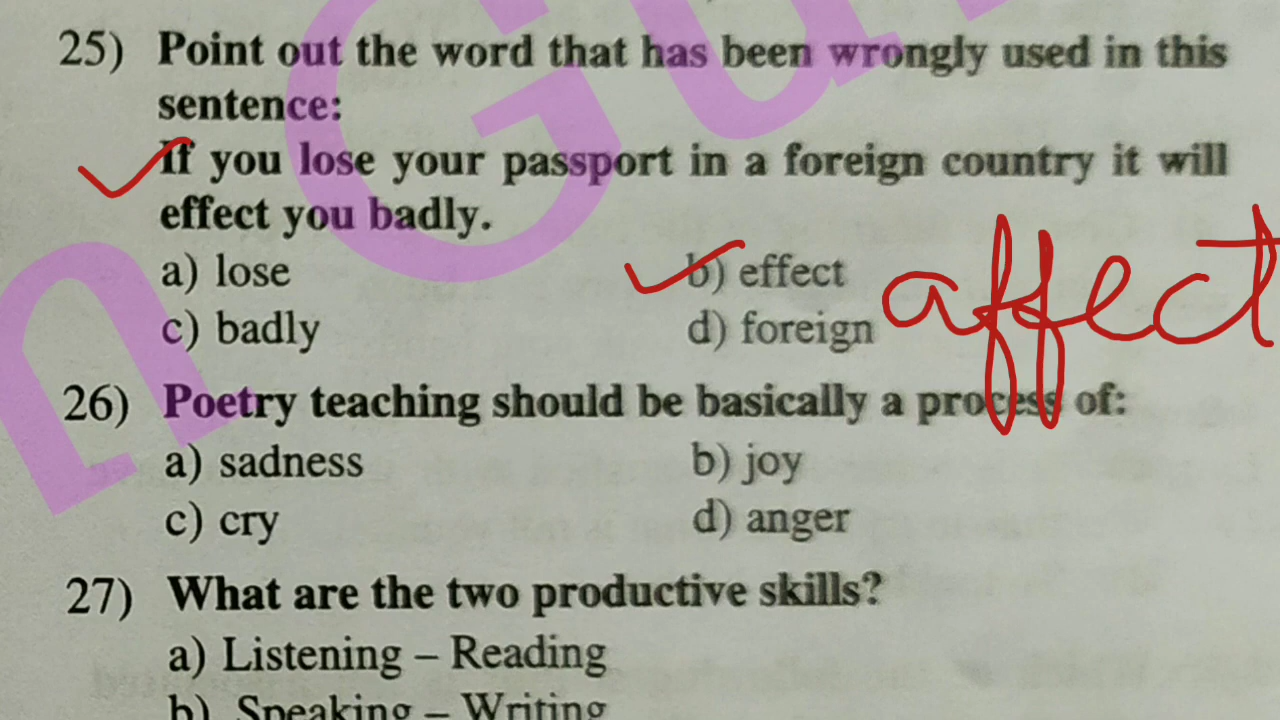 25) Point out the word that has been wrongly used in this
sentence:
If you lose your passport in a foreign country it will
effect you badly.
a) lose b) effect affect
c) badly d) foreign
26) Poetry teaching should be basically a process of:
a) sadness b) joy
c) cry d) anger
27) What are the two productive skills?
a) Listening – Reading
b) Speaking – Writing